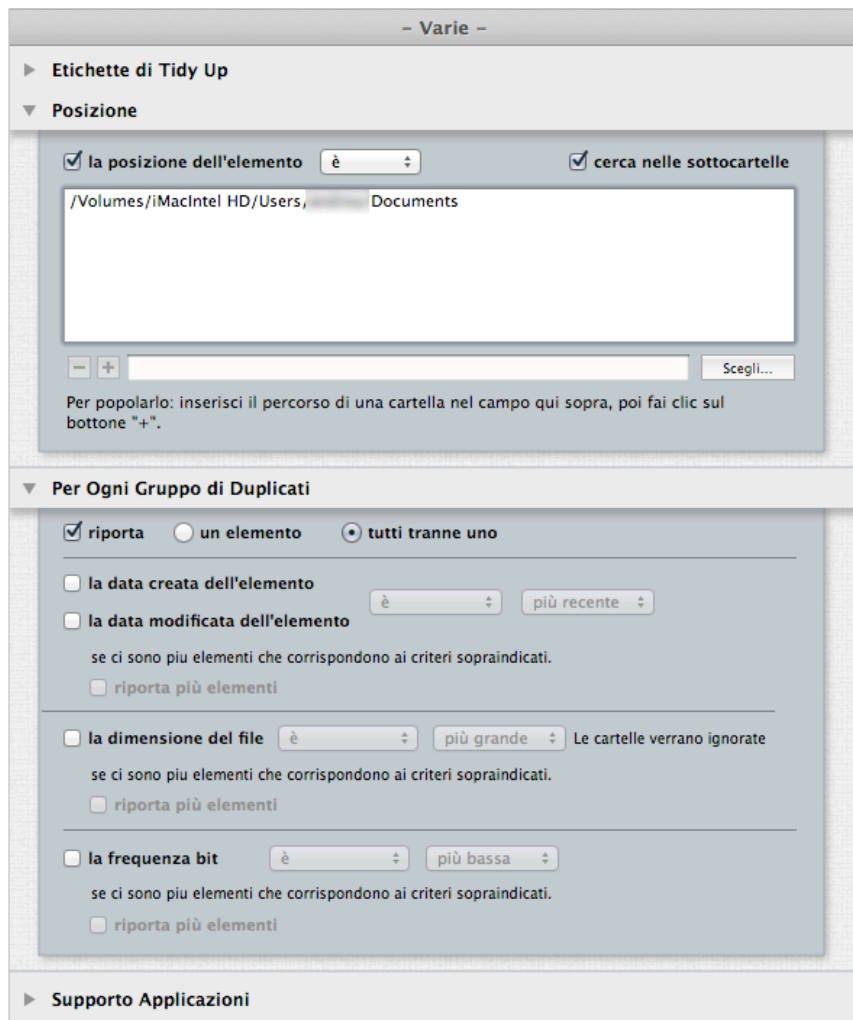 – Varie –
Etichette di Tidy Up
Posizione
la posizione dell'elemento è cerca nelle sottocartelle
/Volumes/iMacIntel HD/Users/ Documents
Scegli...
Per popolarlo: inserisci il percorso di una cartella nel campo qui sopra, poi fai clic sul
bottone "+".
Per Ogni Gruppo di Duplicati
riporta un elemento tutti tranne uno
la data creata dell'elemento
è più recente
la data modificata dell'elemento
se ci sono piu elementi che corrispondono ai criteri sopraindicati.
riporta più elementi
la dimensione del file è più grande Le cartelle verrano ignorate
se ci sono piu elementi che corrispondono ai criteri sopraindicati.
riporta più elementi
la frequenza bit è più bassa
se ci sono piu elementi che corrispondono ai criteri sopraindicati.
riporta più elementi
Supporto Applicazioni